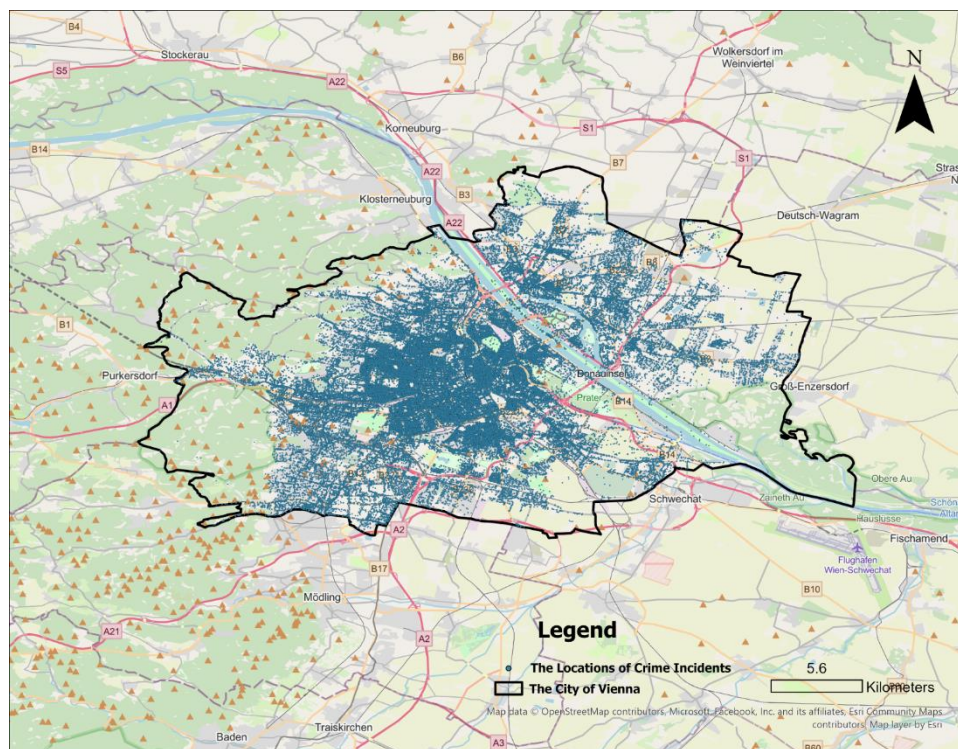 B4
Stockerau
S5
A22
B6
Wolkersdorf im
Weinviertel
N
Korneuburg
S1
B14
A22
B7
S1
Klosterneuburg
B3
A22
Deutsch-Wagram
B8
B1
Purkersdorf
Donauinsel
Groß-Enzersdorf
A1
Prater
B14
B14
Schwechat
Obere Au
Zaineth Au
A2
Hauslusse
Fischamend
Flughafen
Wien-Schwechat
B17
Mödling
B10
A21
A2
Legend
The Locations of Crime Incidents
The City of Vienna
5.6
Kilometers
Map data © OpenStreetMap contributors, Microsoft, Facebook, Inc. and its affiliates, Esri Community Maps
contributors, Map layer by Esri
Traiskirchen
Baden
A3
B60